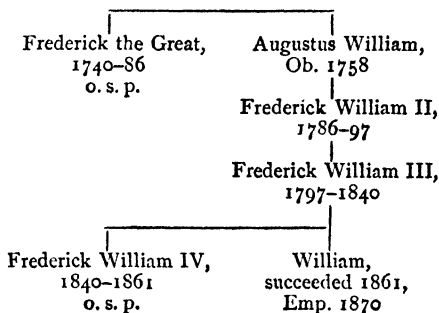 Frederick the Great,
1740–86
o. s. p.
Augustus William,
Ob. 1758
Frederick William II,
1786–97
Frederick William III,
1797–1840
Frederick William IV,
1840–1861
o. s. p.
William,
succeeded 1861,
Emp. 1870